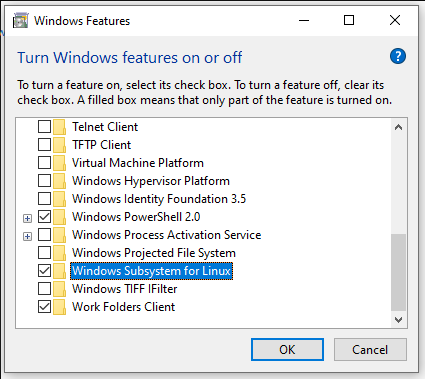 Windows Features
Turn Windows features on or off
To turn a feature on, select its check box. To turn a feature off, clear its
check box. A filled box means that only part of the feature is turned on.
Telnet Client
TFTP Client
Virtual Machine Platform
Windows Hypervisor Platform
Windows Identity Foundation 3.5
Windows PowerShell 2.0
Windows Process Activation Service
Windows Projected File System
Windows Subsystem for Linux
Windows TIFF IFilter
Work Folders Client
OK
Cancel